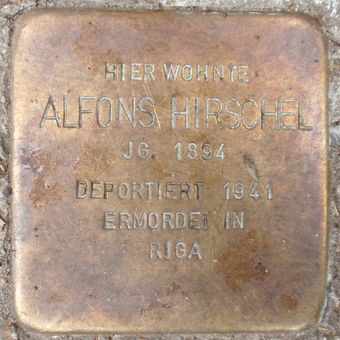 HIER WOHNTE
ALFONS HIRSCHEL
JG. 1894
DEPORTIERT 1941
ERMORDET IN
RIGA